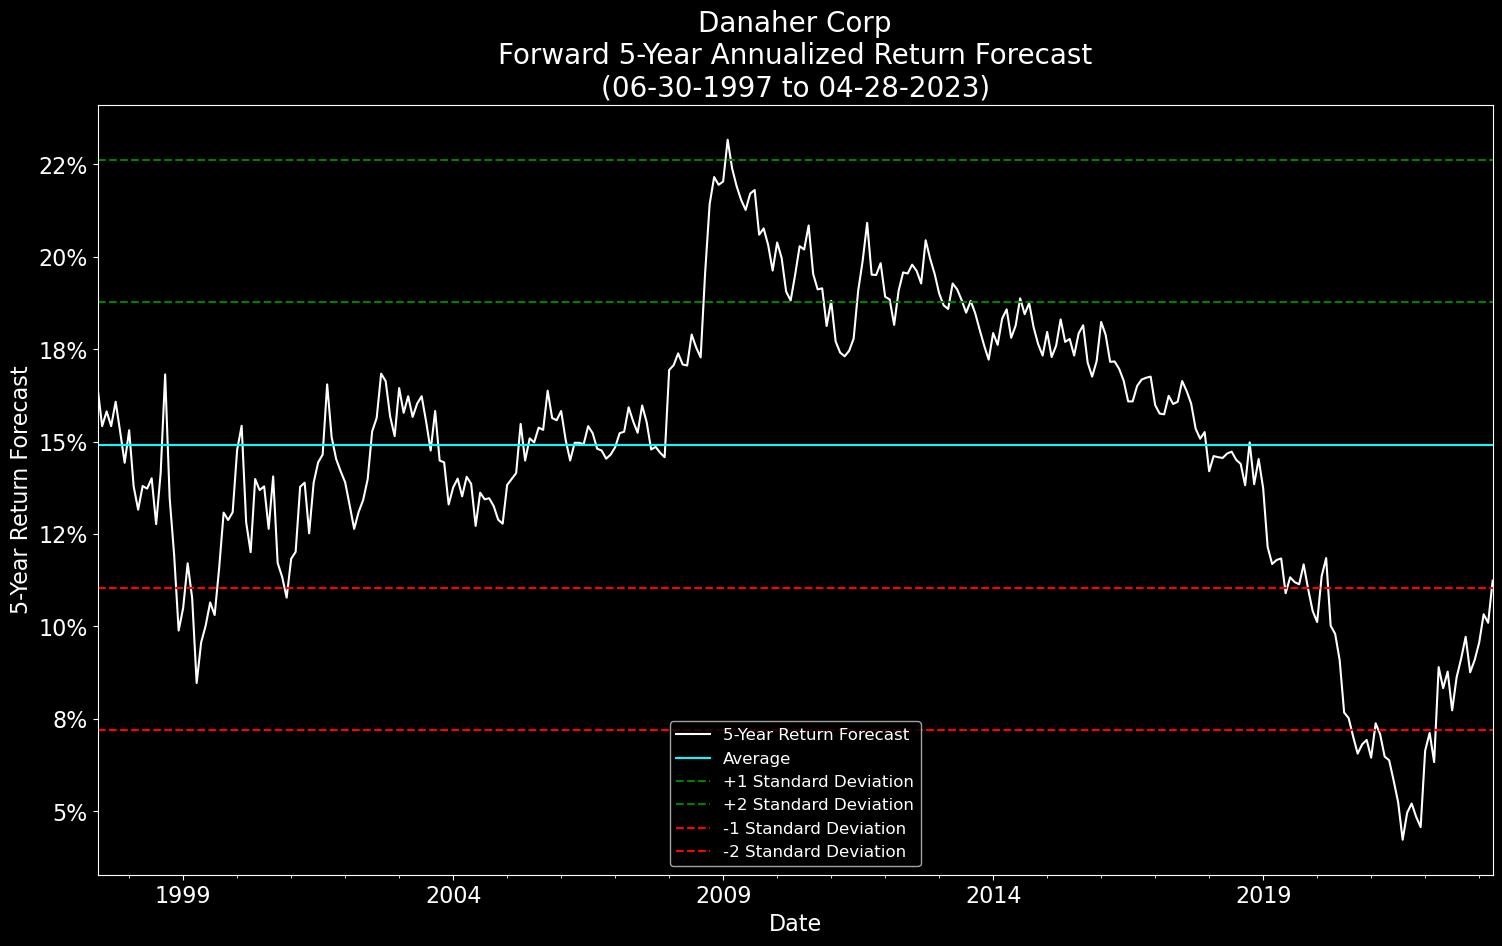 Danaher Corp
Forward 5-Year Annualized Return Forecast
(06-30-1997 to 04-28-2023)
22%
20%
18%
15%
12%
10%
8%
5%
5-Year Return Forecast
5-Year Return Forecast
Average
+1 Standard Deviation
+2 Standard Deviation
-1 Standard Deviation
-2 Standard Deviation
1999
2004
2009
2014
2019
Date